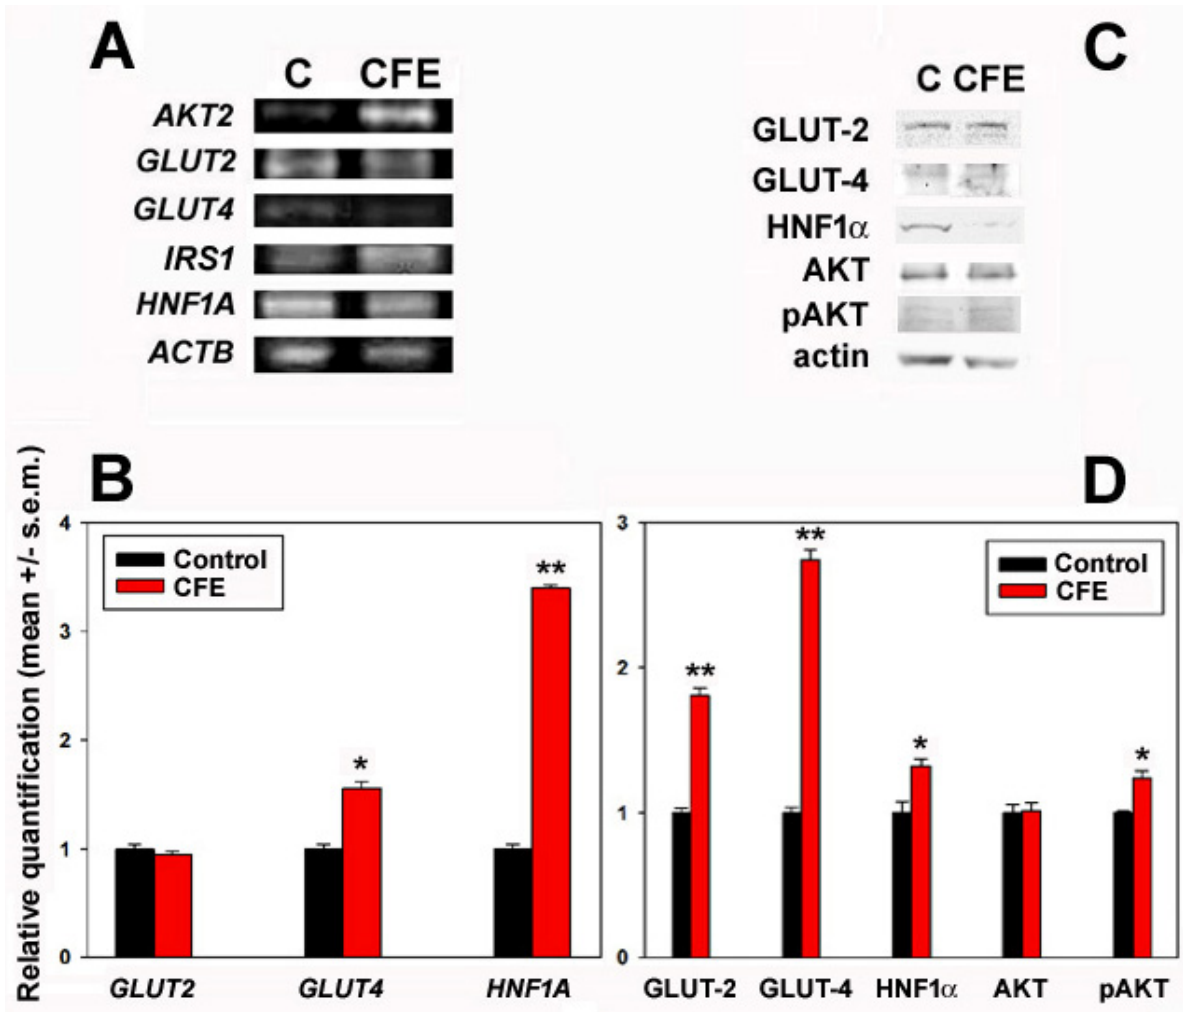 A
C CFE
AKT2
GLUT2
GLUT4
IRS1
HNF1A
ACTB
C
C CFE
GLUT-2
GLUT-4
HNF1α
AKT
pAKT
actin
Relative quantification (mean +/- s.e.m.)
B
4
3
2
1
0
Control
CFE
*
**
GLUT2 GLUT4 HNF1A
D
3
2
1
0
Control
CFE
**
**
*
*
GLUT-2 GLUT-4 HNF1α AKT pAKT